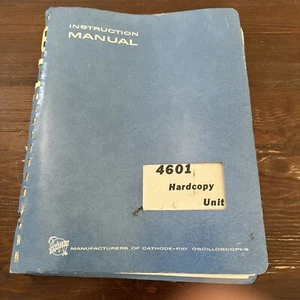 INSTRUCTION
MANUAL
4601
Hardcopy
Unit
MANUFACTURERS OF CATHODE-RAY OSCILLOSCOPES